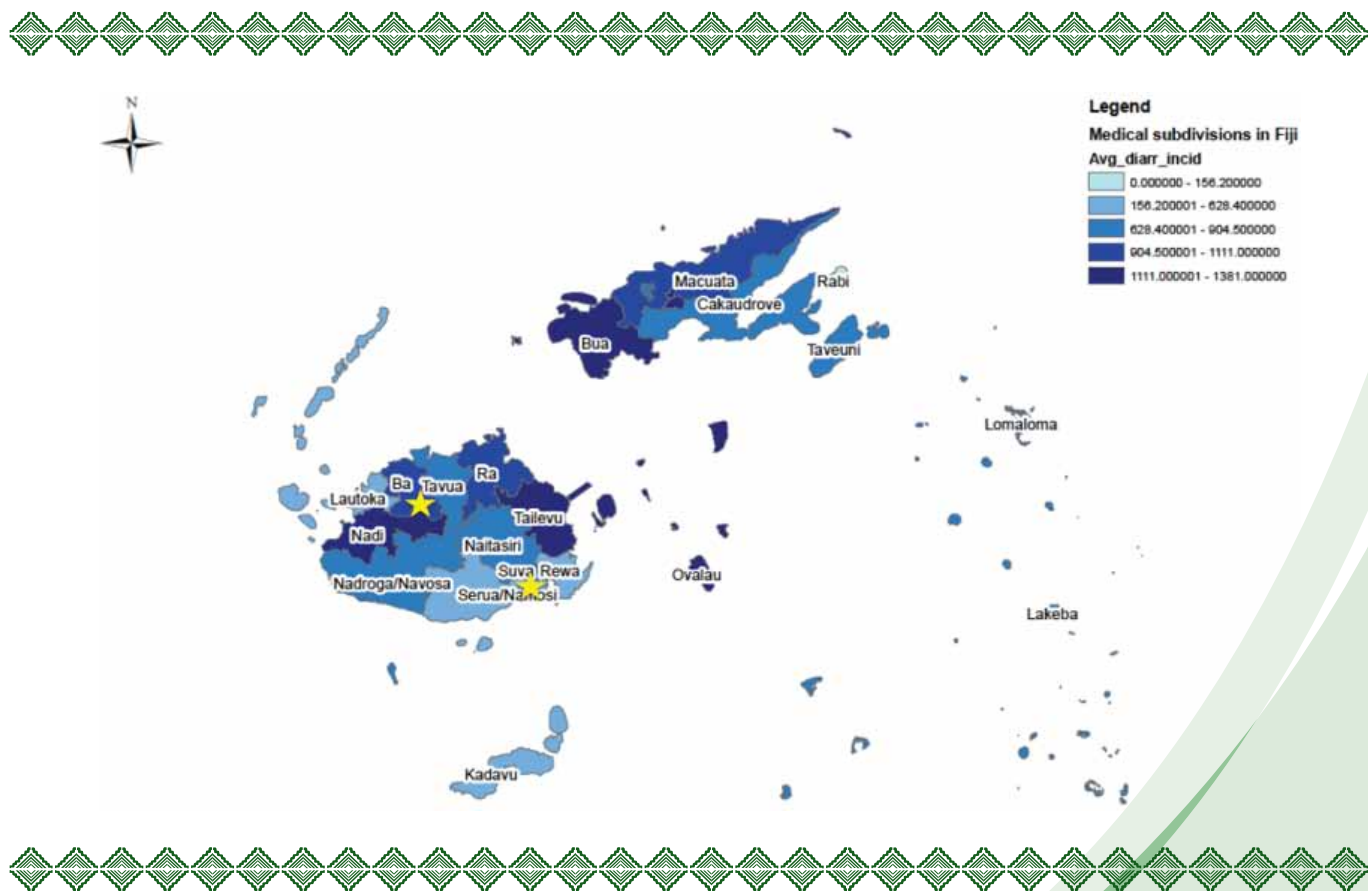 N
Legend
Medical subdivisions in Fiji
Avg_diarr_incid
0.000000 - 156.200000
156.200001 - 628.400000
628.400001 - 904.500000
904.500001 - 1111.000000
1111.000001 - 1381.000000
Macuata
Rabi
Cakaudrove
Bua
Taveuni
Lomaloma
Ra
Ba Tavua
Lautoka
Tailevu
Nadi
Naitasiri
Suva Rewa
Ovalau
Nadroga/Navosa
Serua/Namosi
Lakeba
Kadavu